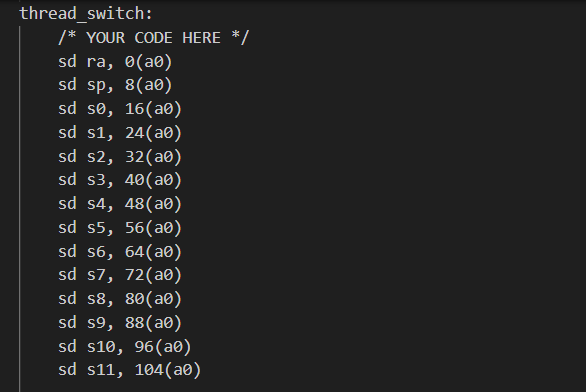 thread_switch:
/* YOUR CODE HERE */
sd ra, 0(a0)
sd sp, 8(a0)
sd s0, 16(a0)
sd s1, 24(a0)
sd s2, 32(a0)
sd s3, 40(a0)
sd s4, 48(a0)
sd s5, 56(a0)
sd s6, 64(a0)
sd s7, 72(a0)
sd s8, 80(a0)
sd s9, 88(a0)
sd s10, 96(a0)
sd s11, 104(a0)